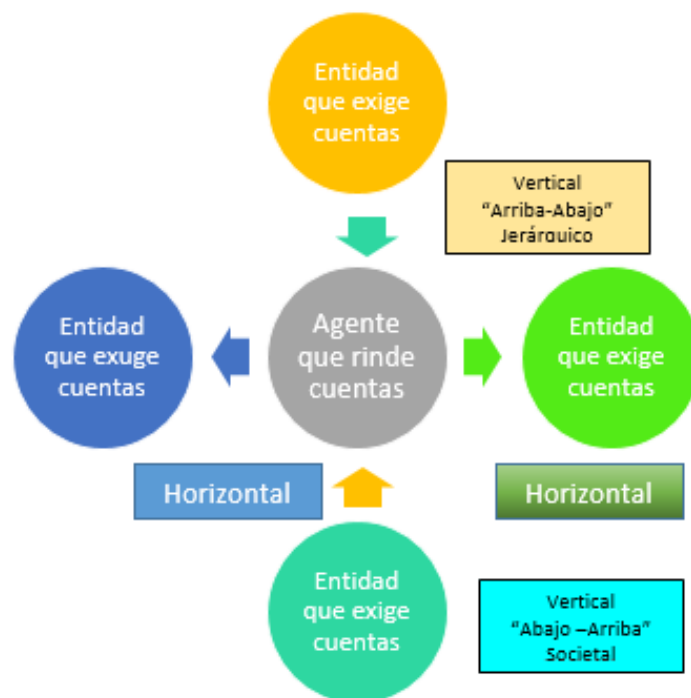 Entidad
que exige
cuentas
Vertical
“Arriba-Abajo”
Jerárquico
Entidad
que exuge
cuentas
Agente
que rinde
cuentas
Entidad
que exige
cuentas
Horizontal
Horizontal
Entidad
que exige
cuentas
Vertical
“Abajo –Arriba”
Societal